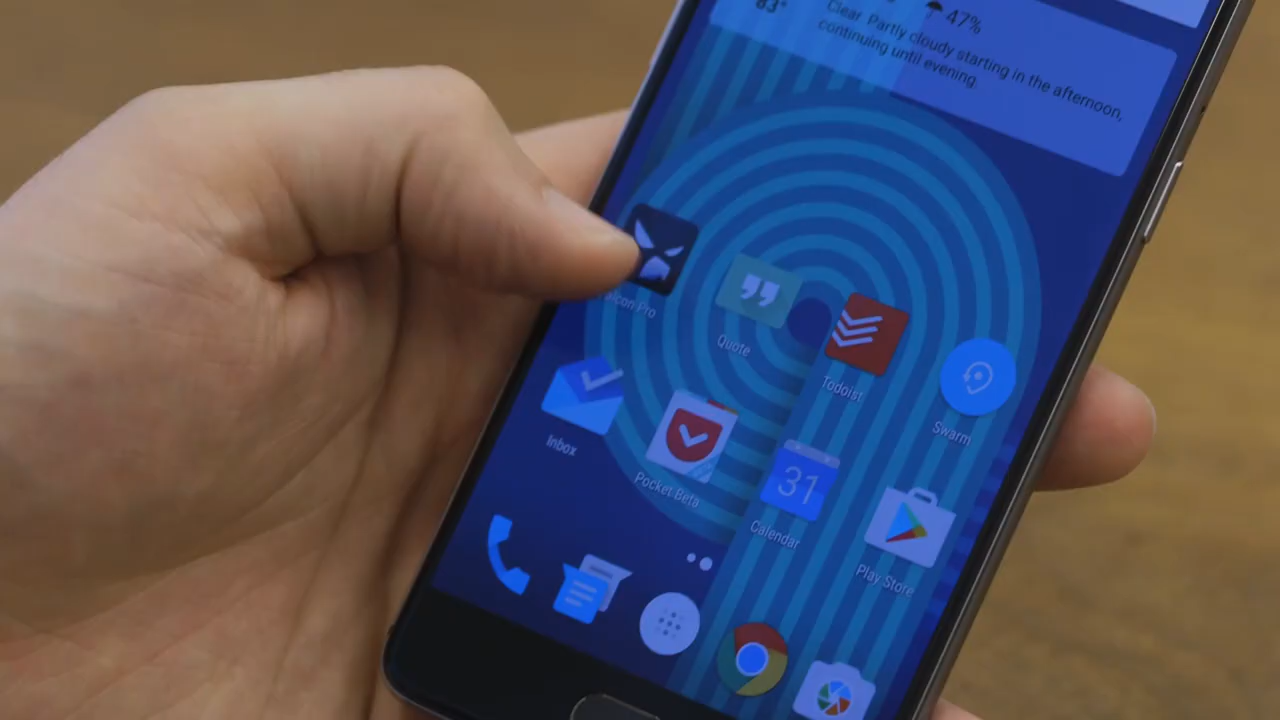 83°
47%
Clear. Partly cloudy starting in the afternoon,
continuing until evening.
alcon Pro
Quote
Todoist
Swarm
Inbox
Pocket Beta
31
Calendar
Play Store